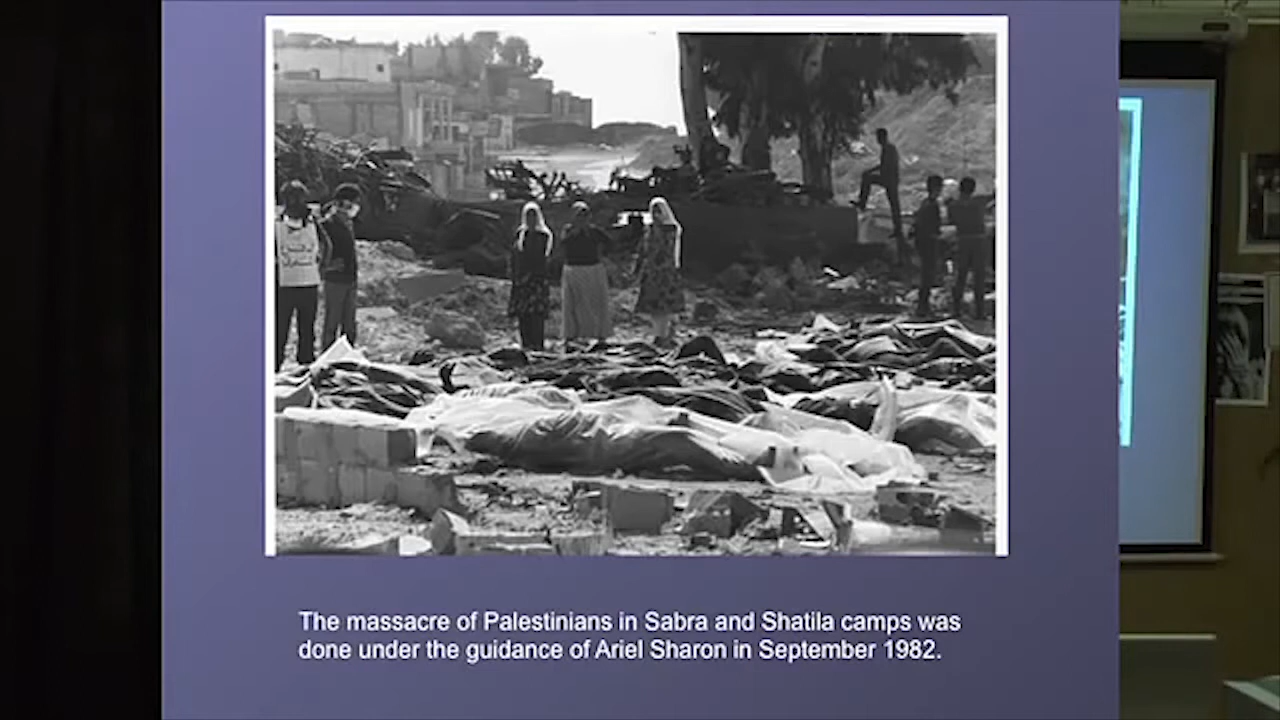 The massacre of Palestinians in Sabra and Shatila camps was
done under the guidance of Ariel Sharon in September 1982.